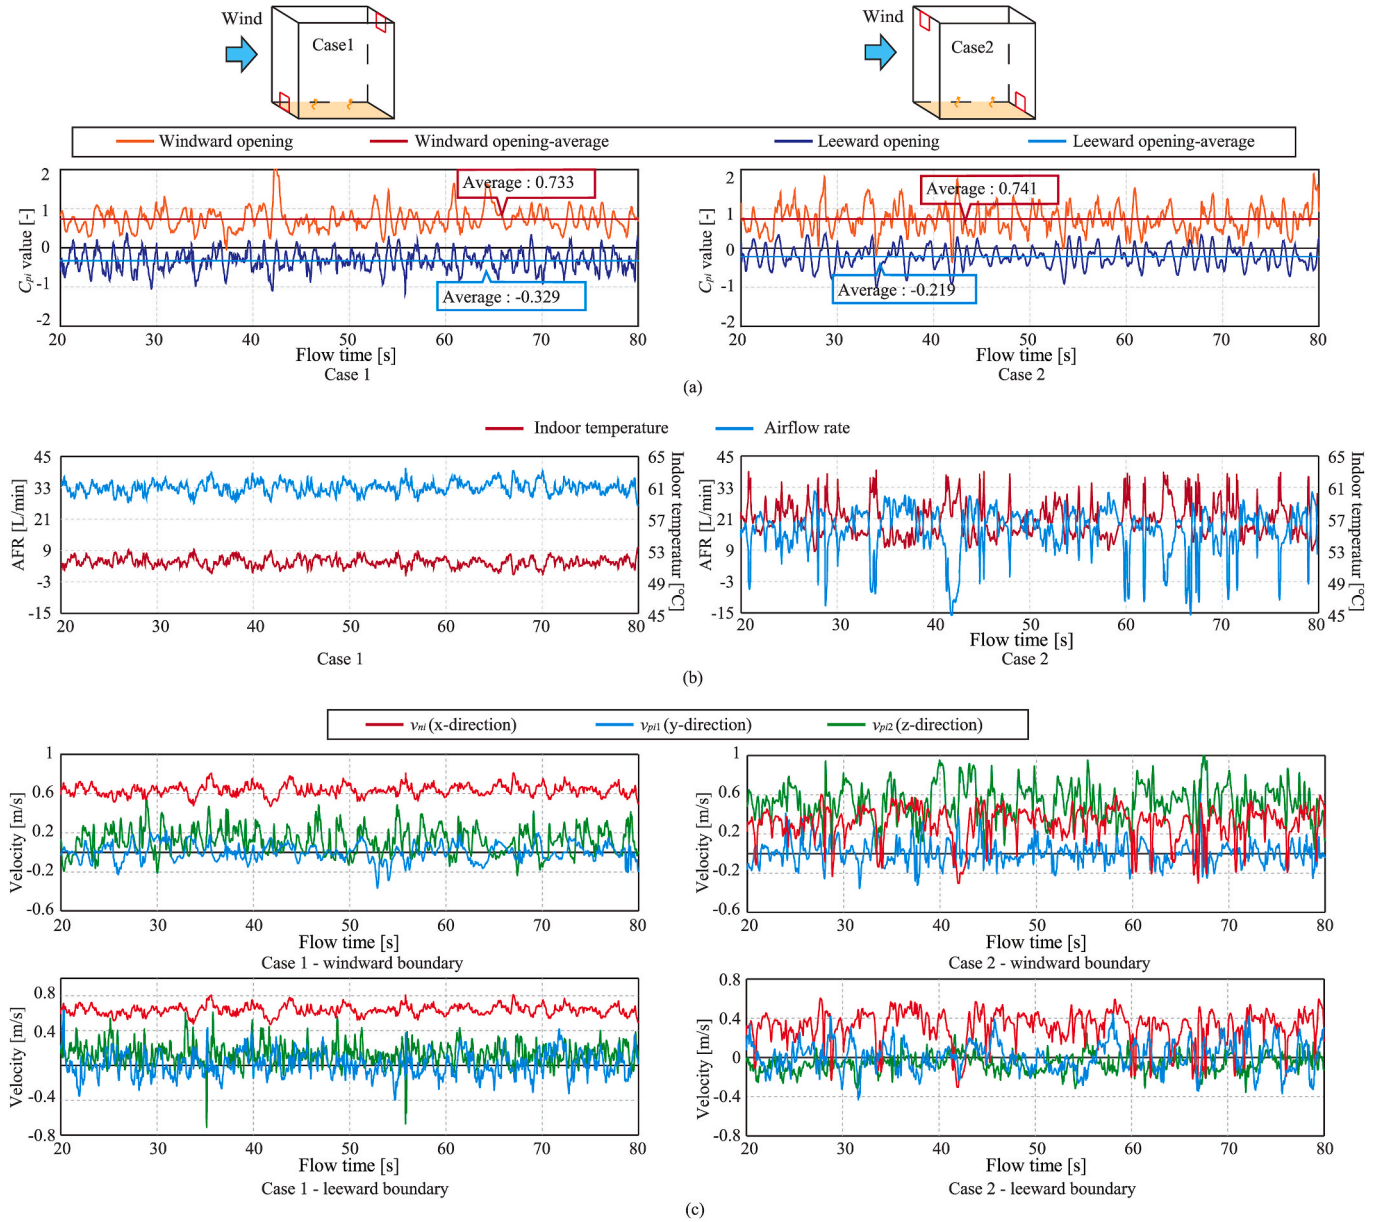 Wind
Case1
Wind
Case2
Windward opening
Windward opening-average
Leeward opening
Leeward opening-average
2
1
0
-1
-2
C_pi value [-]
Average : 0.733
Average : -0.329
20 30 40 50 60 70 80
Flow time [s]
Case 1
2
1
0
-1
-2
C_pi value [-]
Average : 0.741
Average : -0.219
20 30 40 50 60 70 80
Flow time [s]
Case 2
(a)
Indoor temperature
Airflow rate
45
33
21
9
-3
-15
AFR [L/min]
65
61
57
53
49
45
Indoor temperatur [°C]
20 30 40 50 60 70 80
Case 1
45
33
21
9
-3
-15
AFR [L/min]
65
61
57
53
49
45
Indoor temperatur [°C]
20 30 40 50 60 70 80
Flow time [s]
Case 2
(b)
v_ni (x-direction)
v_pi1 (y-direction)
v_pi2 (z-direction)
1
0.6
0.2
-0.2
-0.6
Velocity [m/s]
20 30 40 50 60 70 80
Flow time [s]
Case 1 - windward boundary
1
0.6
0.2
-0.2
-0.6
Velocity [m/s]
20 30 40 50 60 70 80
Flow time [s]
Case 2 - windward boundary
0.8
0.4
-0.4
-0.8
Velocity [m/s]
20 30 40 50 60 70 80
Flow time [s]
Case 1 - leeward boundary
0.8
0.4
0
-0.4
-0.8
Velocity [m/s]
20 30 40 50 60 70 80
Flow time [s]
Case 2 - leeward boundary
(c)